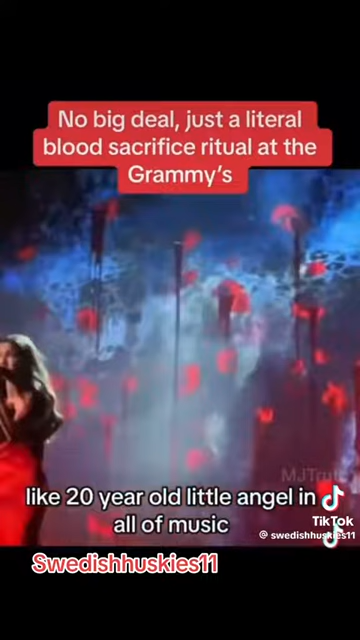 No big deal, just a literal
blood sacrifice ritual at the
Grammy's
MJTru
like 20 year old little angel in
all of music
TikTok
@swedishhuskies11
Swedishhuskies11